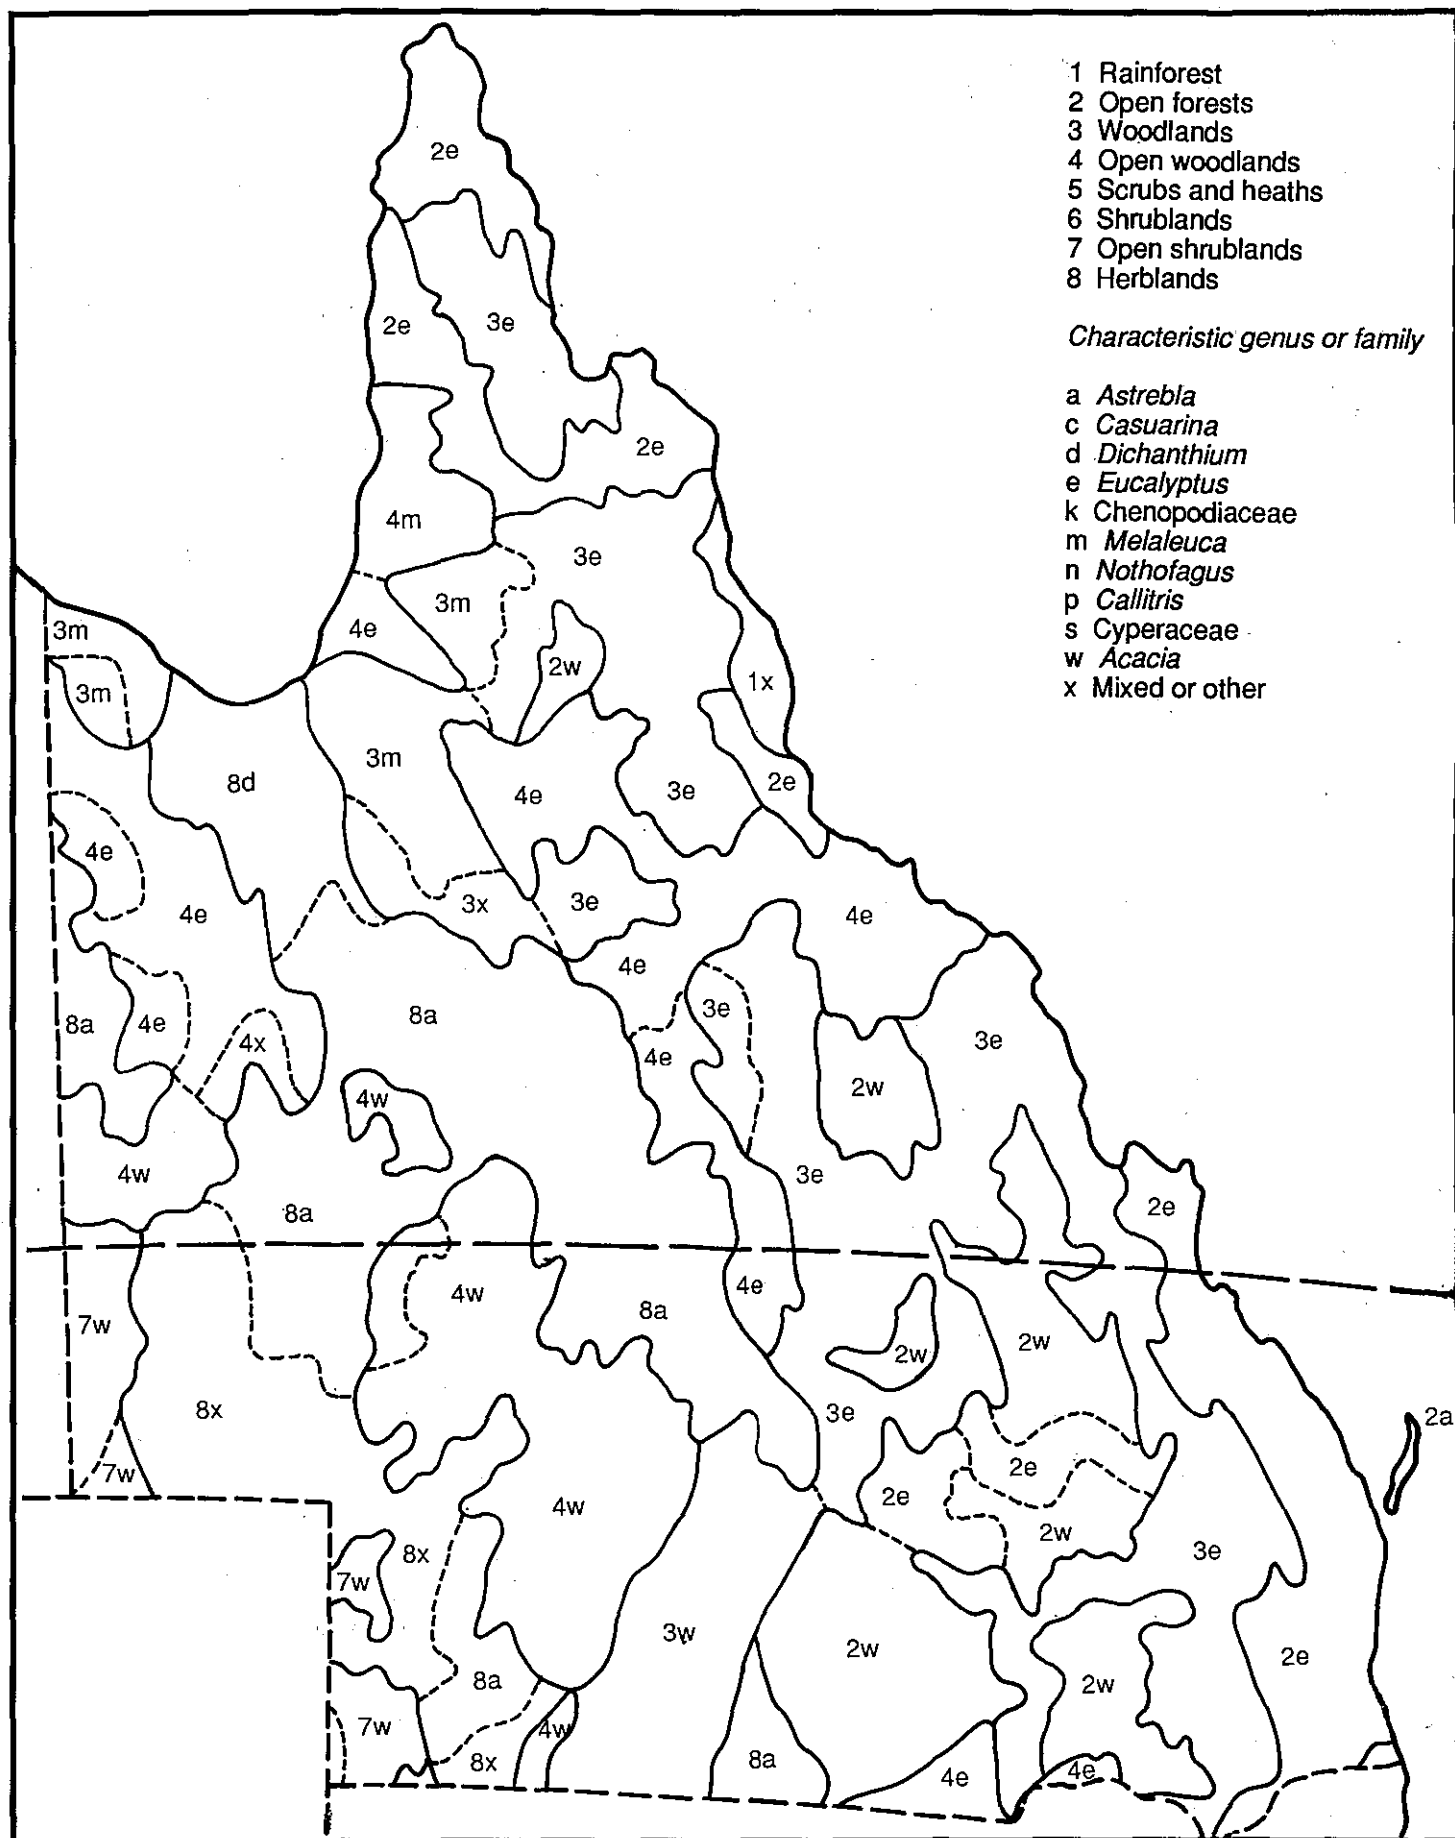 1 Rainforest
2 Open forests
3 Woodlands
4 Open woodlands
5 Scrubs and heaths
6 Shrublands
7 Open shrublands
8 Herblands
Characteristic genus or family
a Astrebla
c Casuarina
d Dichanthium
e Eucalyptus
k Chenopodiaceae
m Melaleuca
n Nothofagus
p Callitris
s Cyperaceae
w Acacia
x Mixed or other
2e
2e
3e
2e
4m
3e
3m
4e
3m
2w
1x
3m
3m
8d
4e
3e
2e
4e
3x
3e
4e
4e
4e
3e
8a
4e
8a
4x
4e
3e
4w
2w
4w
3e
8a
2e
4w
4e
8a
7w
2w
2w
8x
3e
2a
7w
2e
2e
4w
2w
8x
3e
7w
3w
2w
2e
8a
2w
7w
4w
8x
8a
4e
4e